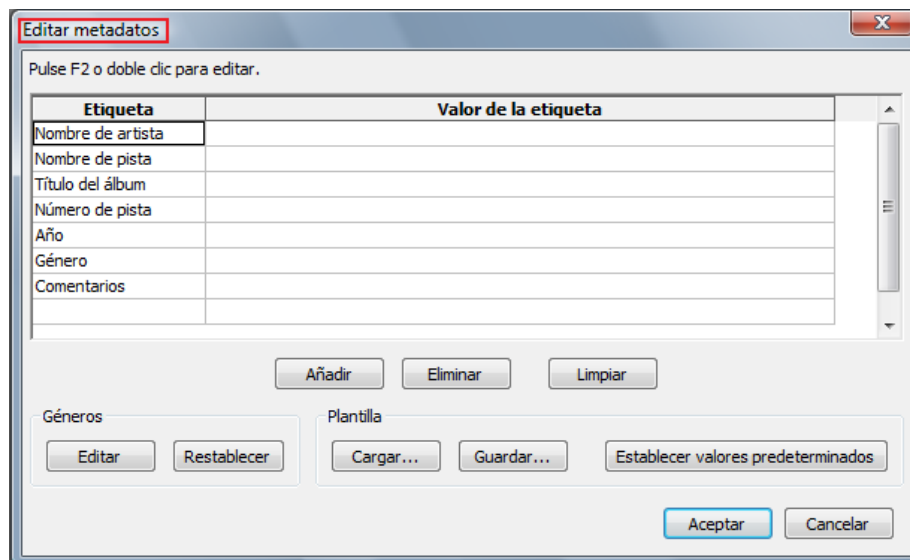 Editar metadatos
Pulse F2 o doble clic para editar.
Etiqueta Valor de la etiqueta
Nombre de artista
Nombre de pista
Título del álbum
Número de pista
Año
Género
Comentarios
Añadir Eliminar Limpiar
Géneros Plantilla
Editar Restablecer Cargar... Guardar... Establecer valores predeterminados
Aceptar Cancelar